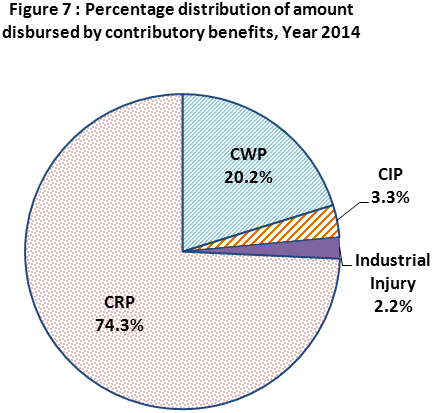 Figure 7 : Percentage distribution of amount
disbursed by contributory benefits, Year 2014
CWP
20.2%
CIP
3.3%
Industrial
Injury
2.2%
CRP
74.3%